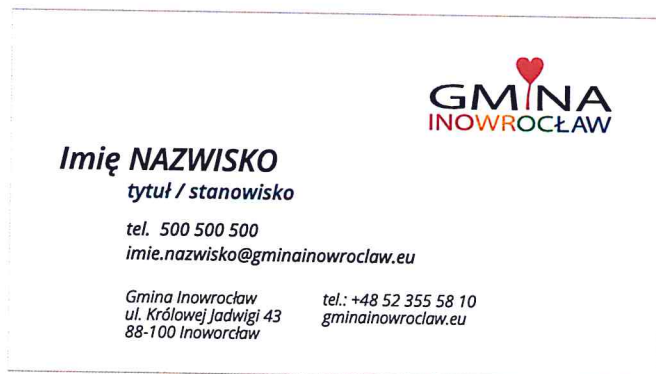 GMINA
INOWROCŁAW
Imię NAZWISKO
tytuł / stanowisko
tel. 500 500 500
imie.nazwisko@gminainowroclaw.eu
Gmina Inowrocław
ul. Królowej Jadwigi 43
88-100 Inoworcław
tel.: +48 52 355 58 10
gminainowroclaw.eu